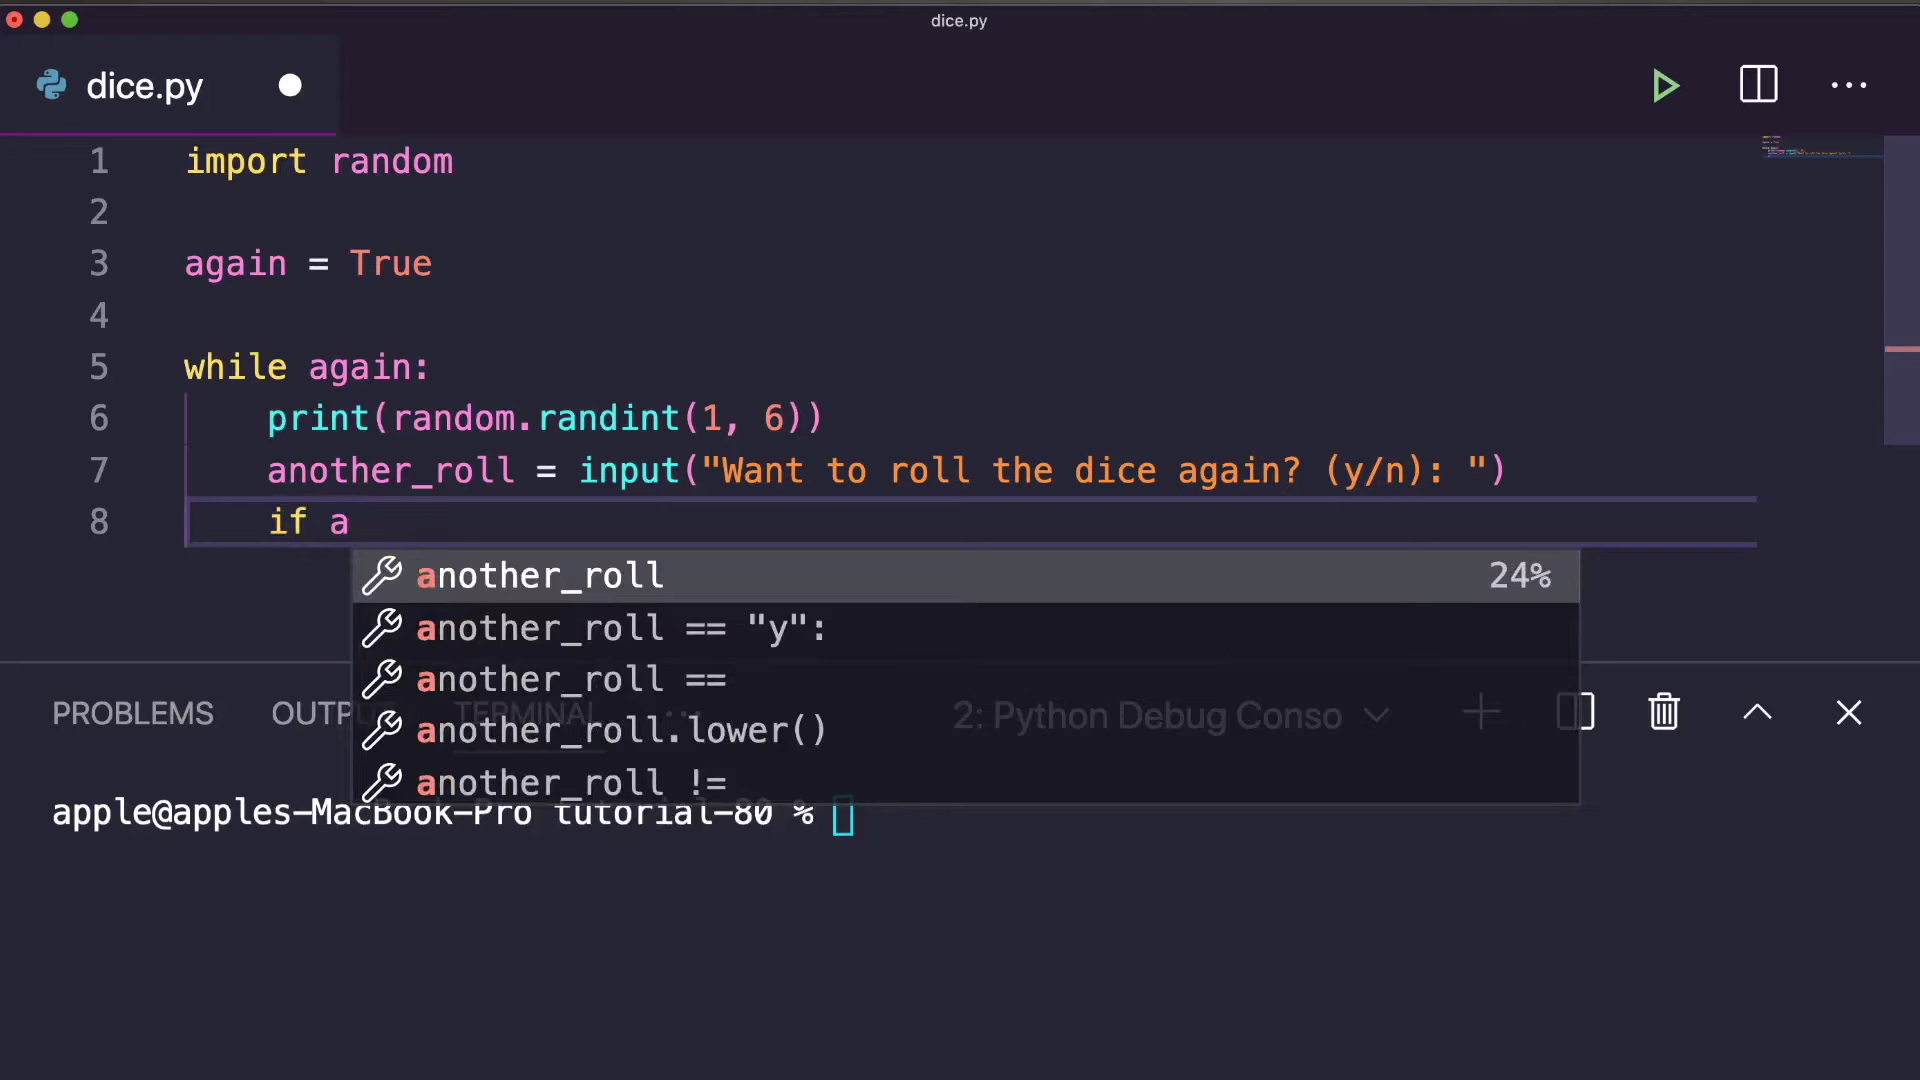 dice.py
dice.py
1 import random
2
3 again = True
4
5 while again:
6 print(random.randint(1, 6))
7 another_roll = input("Want to roll the dice again? (y/n): ")
8 if a
another_roll 24%
another_roll == "y":
another_roll ==
another_roll.lower()
another_roll !=
PROBLEMS OUTPUT TERMINAL ... 2: Python Debug Conso
apple@apples-MacBook-Pro tutorial-80 %